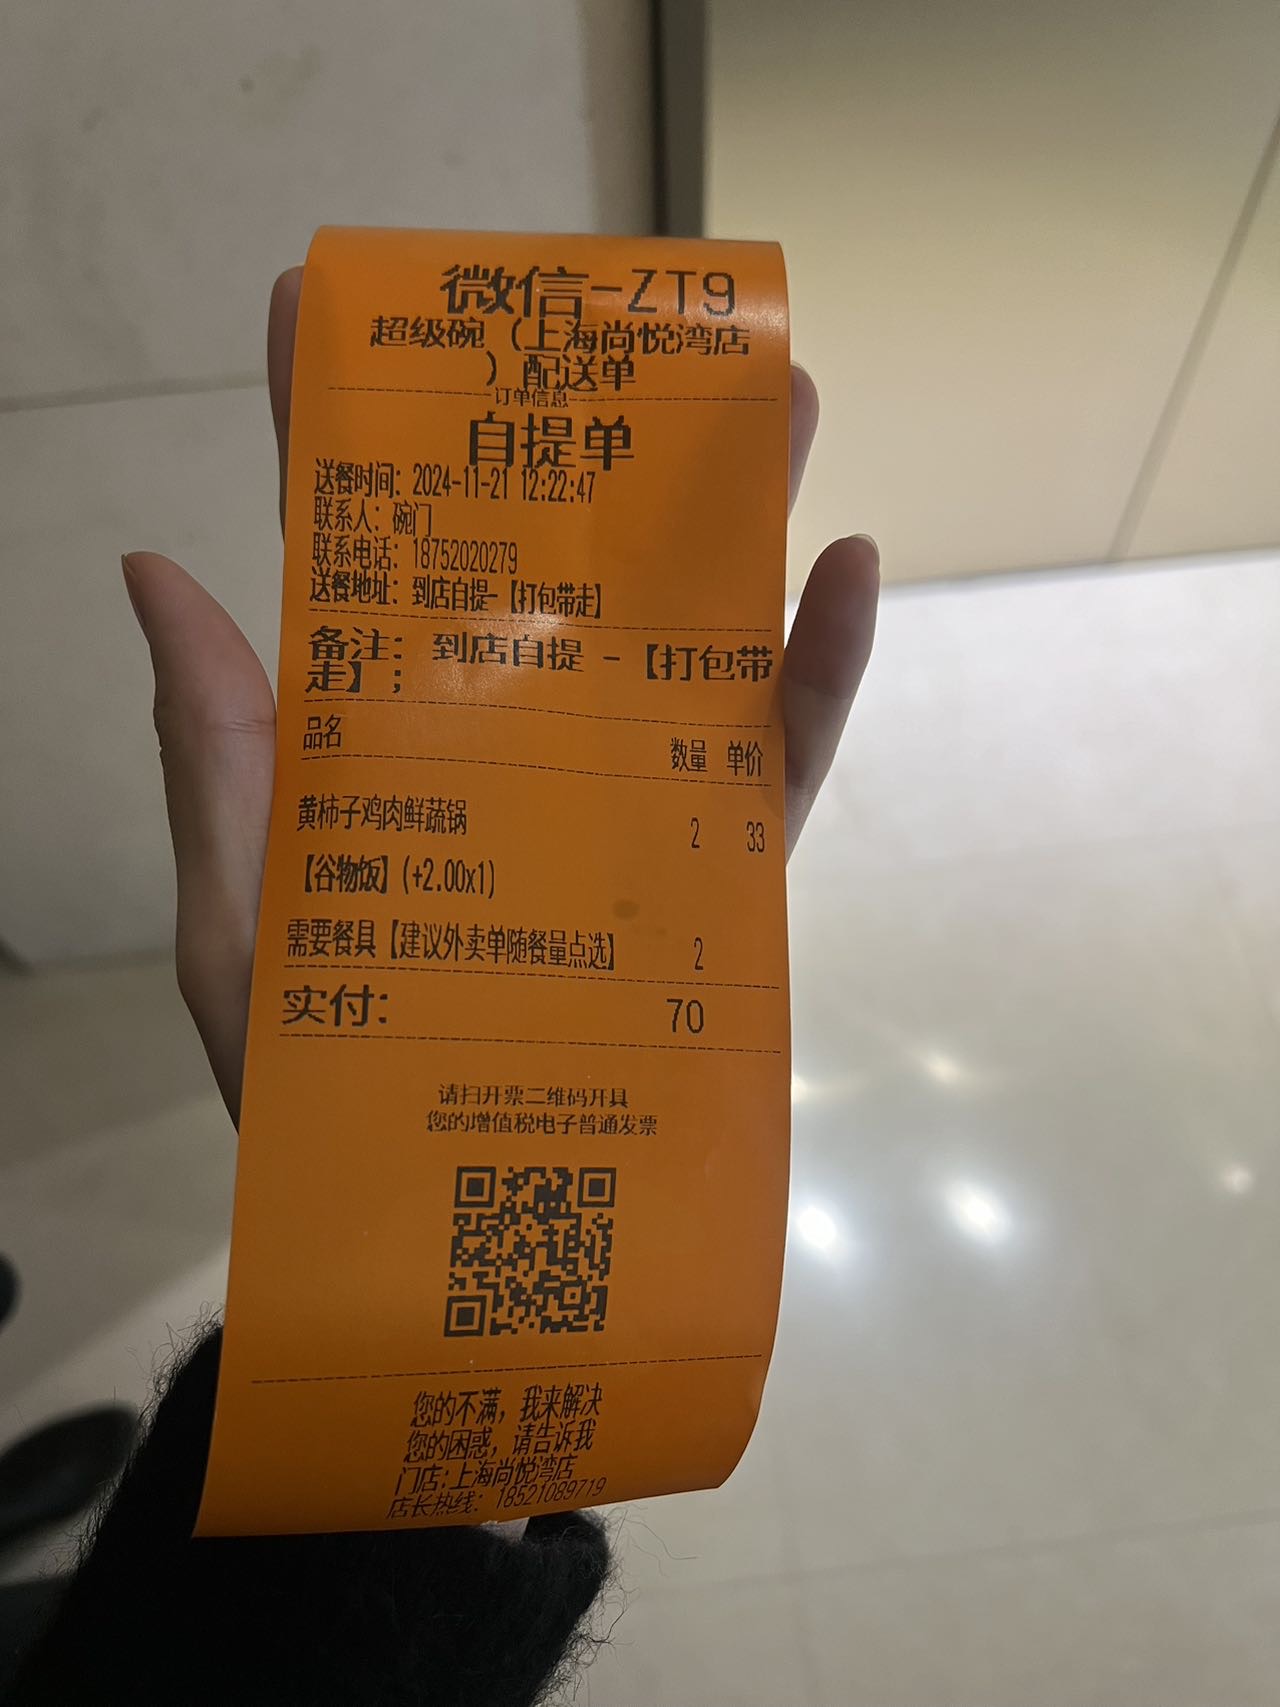 微信-ZT9
超级碗（上海尚悦湾店
）配送单
订单信息
自提单
送餐时间：2024-11-21 12:22:47
联系人：碗门
联系电话：18752020279
送餐地址：到店自提-【打包带走】
备注：到店自提 -【打包带
走】；
品名 数量 单价
黄柿子鸡肉鲜蔬锅 2 33
【谷物饭】(+2.00x1)
需要餐具【建议外卖单随餐量点选】 2
实付： 70
请扫开票二维码开具
您的增值税电子普通发票
您的不满，我来解决
您的困惑，请告诉我
门店：上海尚悦湾店
店长热线：18521089719